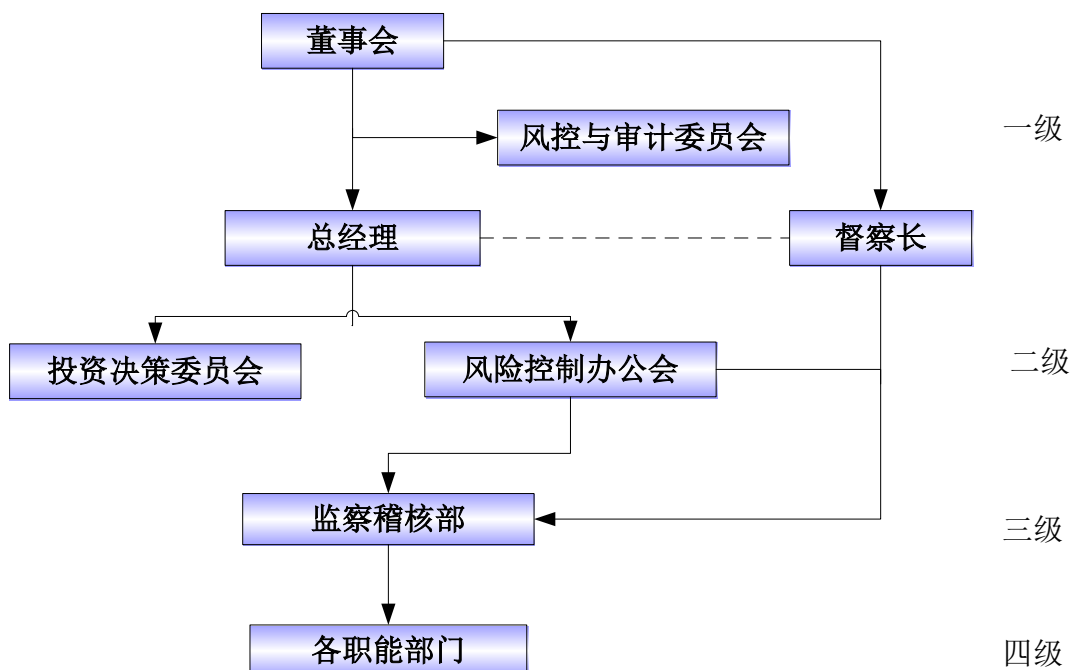 董事会
风控与审计委员会
一级
总经理
督察长
投资决策委员会
风险控制办公会
二级
监察稽核部
三级
各职能部门
四级